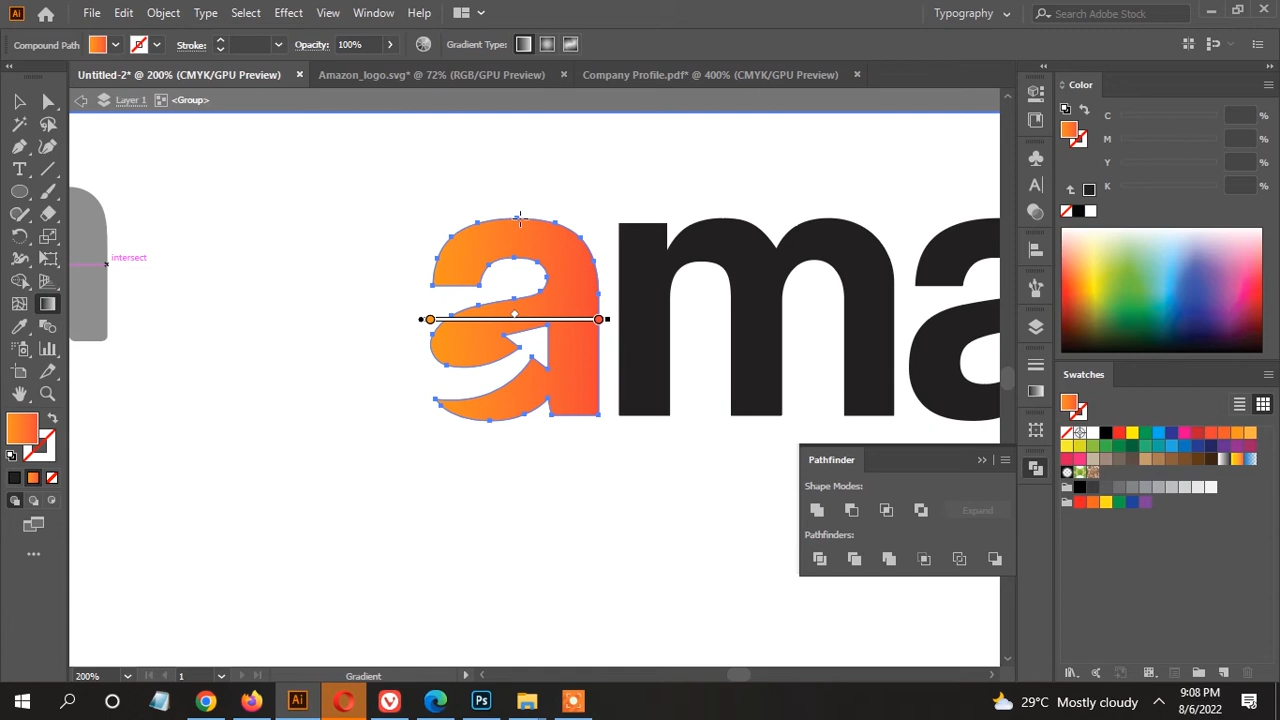 Ai File Edit Object Type Select Effect View Window Help Typography Search Adobe Stock
Compound Path Stroke: Opacity: 100% Gradient Type:
Untitled-2* @ 200% (CMYK/GPU Preview) Amazon_logo.svg* @ 72% (RGB/GPU Preview) Company Profile.pdf* @ 400% (CMYK/GPU Preview)
Layer 1 <Group>
Color
C %
M %
Y %
K %
intersect
ama
Swatches
Pathfinder
Shape Modes:
Expand
Pathfinders:
200% 1 Gradient
Ai Ps 29°C Mostly cloudy 9:08 PM
8/6/2022